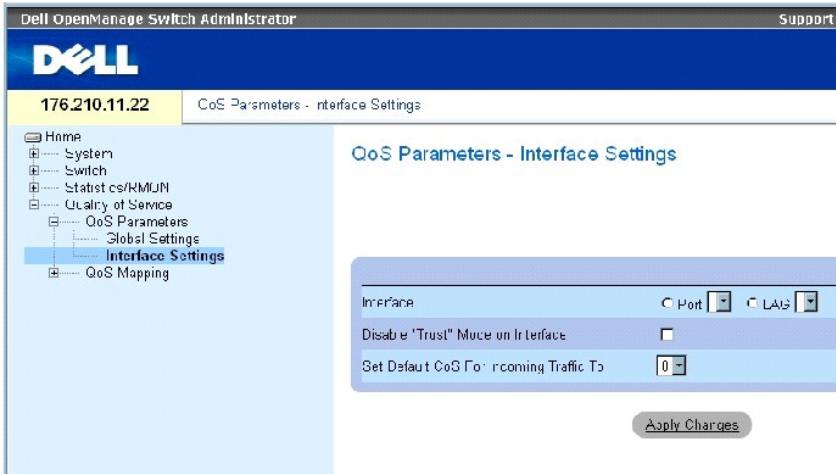 Dell OpenManage Switch Administrator Support
DELL
176.210.11.22 QoS Parameters - Interface Settings
Home
System
Switch
Statistics/RMON
Quality of Service
QoS Parameters
Global Settings
Interface Settings
QoS Mapping
QoS Parameters - Interface Settings
Interface Port LAG
Disable "Trust" Mode on Interface
Set Default CoS For Incoming Traffic To 0
Apply Changes